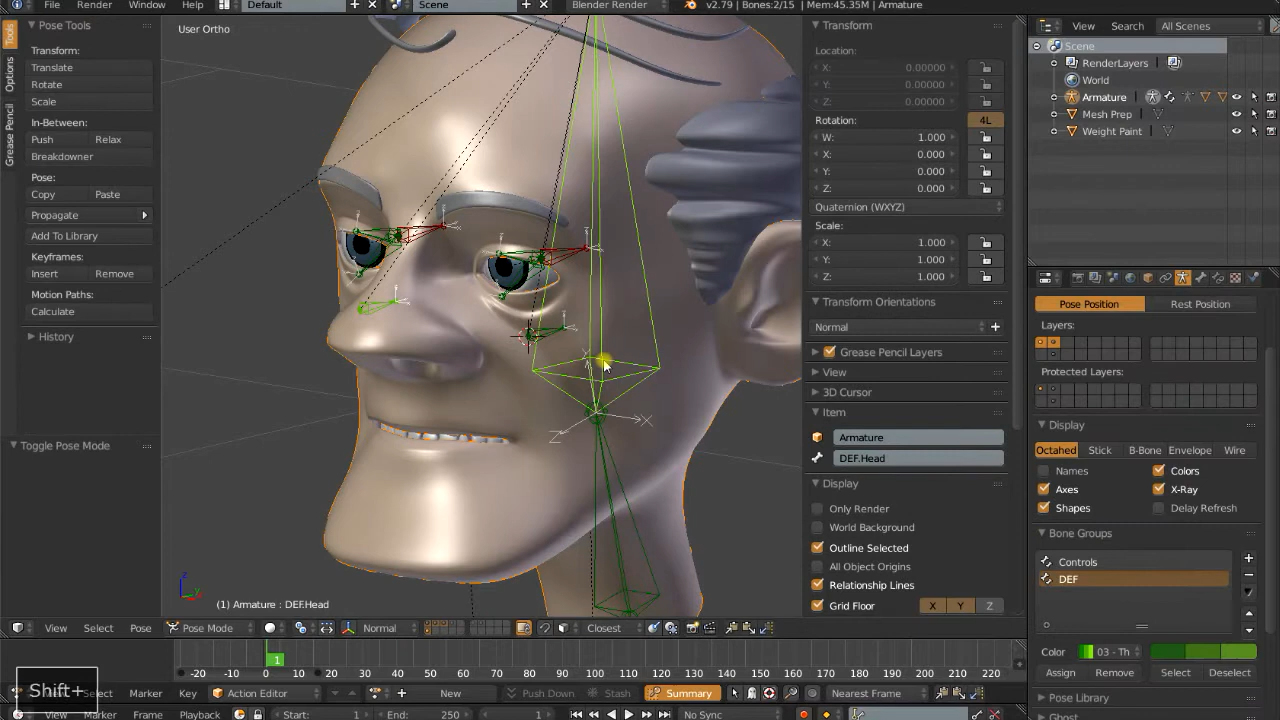 Render Window Help Default Scene Blender Render v2.79 | Bones:2/15 | Mem:45.35M | Armature
Tools
Options
Grease Pencil
Pose Tools
Transform:
Translate
Rotate
Scale
In-Between:
Push Relax
Breakdowner
Pose:
Copy Paste
Propagate
Add To Library
Keyframes:
Insert Remove
Motion Paths:
Calculate
History
Toggle Pose Mode
User Ortho
X
Y
Z
(1) Armature : DEF.Head
Transform
Location:
X: 0.00000
Y: 0.00000
Z: 0.00000
Rotation: 4L
W: 1.000
X: 0.000
Y: 0.000
Z: 0.000
Quaternion (WXYZ)
Scale:
X: 1.000
Y: 1.000
Z: 1.000
Transform Orientations
Normal
Grease Pencil Layers
View
3D Cursor
Item
Armature
DEF.Head
Display
Only Render
World Background
Outline Selected
All Object Origins
Relationship Lines
Grid Floor X Y Z
View Search All Scenes
Scene
RenderLayers
World
Armature
Mesh Prep
Weight Paint
Pose Position Rest Position
Layers:
Protected Layers:
Display
Octahed Stick B-Bone Envelope Wire
Names Colors
Axes X-Ray
Shapes Delay Refresh
Bone Groups
Controls
DEF
Color 03 - Th
Assign Remove Select Deselect
Pose Library
Ghost
View Select Pose Pose Mode Normal Closest
1
-20 -10 0 10 20 30 40 50 60 70 80 90 100 110 120 130 140 150 160 170 180 190 200 210 220
Shift+
Select Marker Key Action Editor New Push Down Stash Summary Nearest Frame
View Marker Frame Playback Start: 1 End: 250 1 No Sync